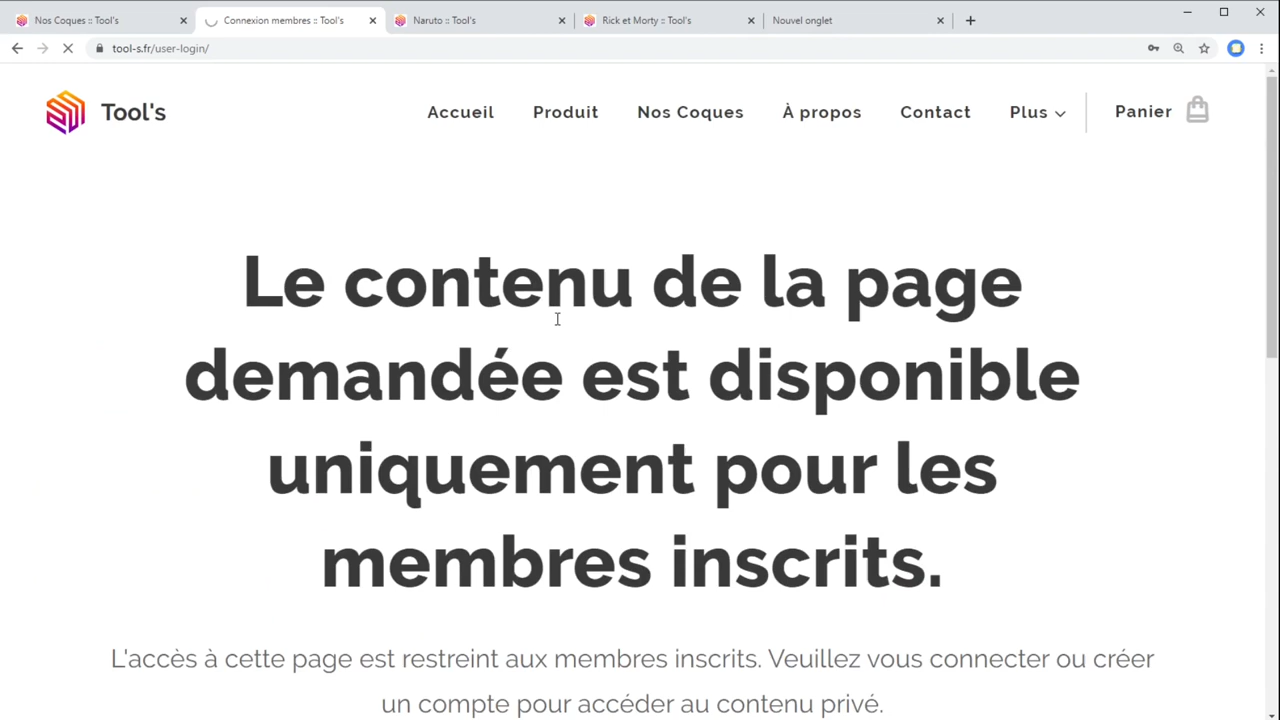 Nos Coques :: Tool's
Connexion membres :: Tool's
Naruto :: Tool's
Rick et Morty :: Tool's
Nouvel onglet
tool-s.fr/user-login/
Tool's
Accueil
Produit
Nos Coques
À propos
Contact
Plus
Panier
Le contenu de la page
demandée est disponible
uniquement pour les
membres inscrits.
L'accès à cette page est restreint aux membres inscrits. Veuillez vous connecter ou créer
un compte pour accéder au contenu privé.